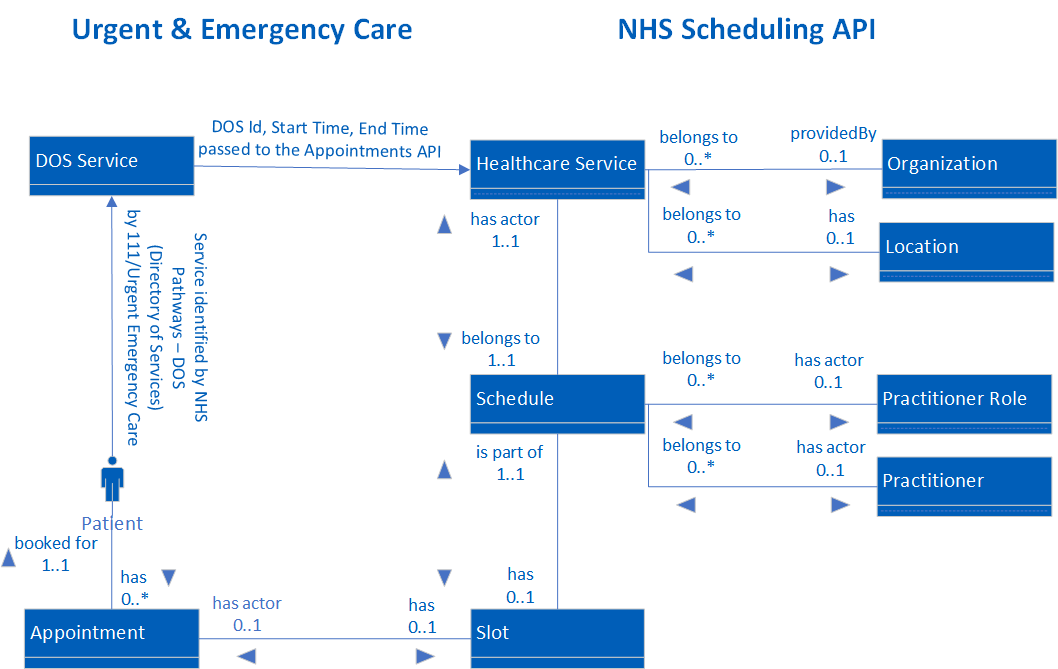 Urgent & Emergency Care
NHS Scheduling API
DOS Id, Start Time, End Time
passed to the Appointments API
DOS Service
Healthcare Service
belongs to
0..*
providedBy
0..1
Organization
belongs to
0..*
has
0..1
Location
has actor
1..1
Service identified by NHS
Pathways – DOS
(Directory of Services)
by 111/Urgent Emergency Care
belongs to
1..1
Schedule
belongs to
0..*
has actor
0..1
Practitioner Role
belongs to
0..*
has actor
0..1
Practitioner
is part of
1..1
Patient
booked for
1..1
has
0..*
has
0..1
Appointment
has actor
0..1
has
0..1
Slot